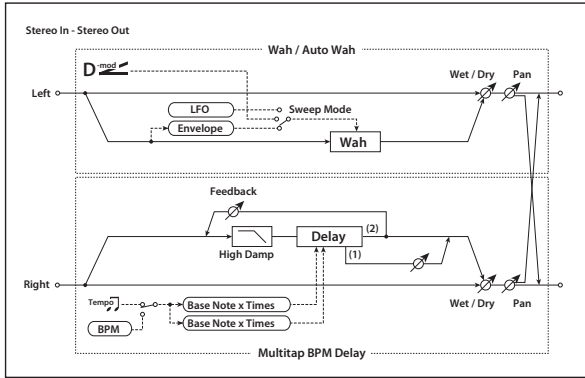 Stereo In - Stereo Out
Wah / Auto Wah
D-mod
Wet / Dry
Pan
Left
LFO
Envelope
Sweep Mode
Wah
Feedback
High Damp
Delay
(2)
(1)
Right
Wet / Dry
Pan
Tempo
BPM
Base Note x Times
Base Note x Times
Multitap BPM Delay